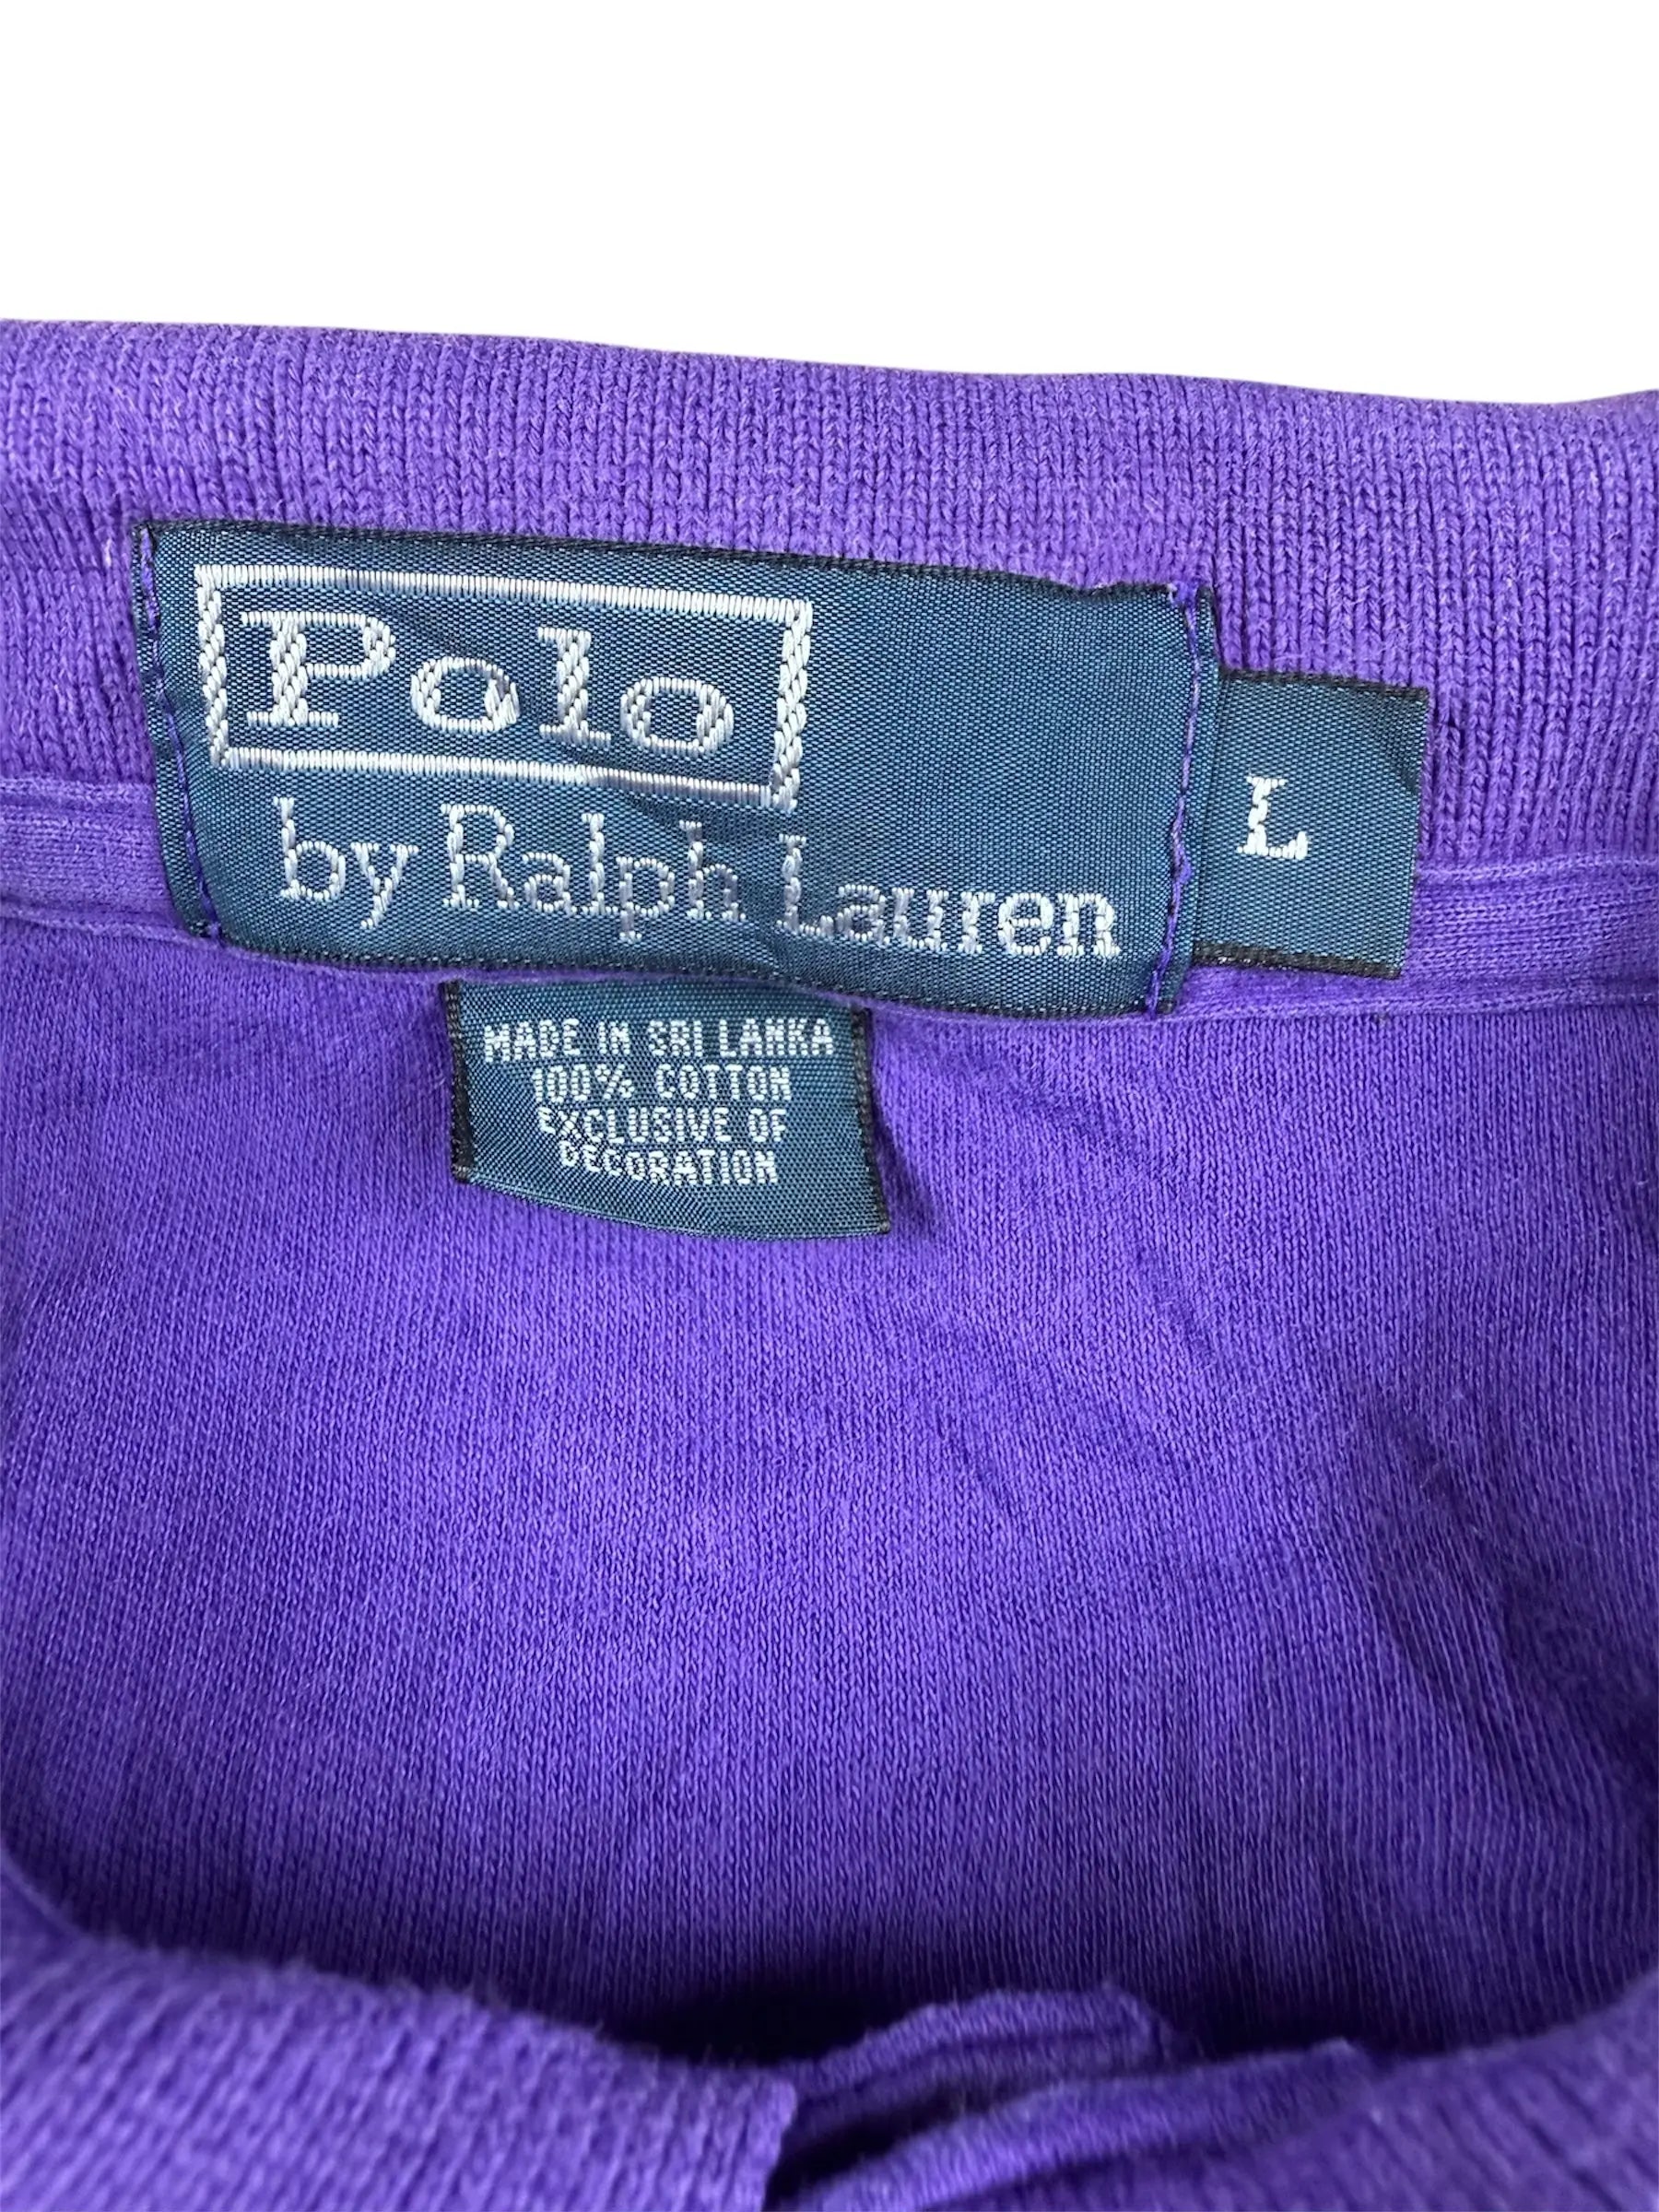 Polo
by Ralph Lauren
L
MADE IN SRI LANKA
100% COTTON
EXCLUSIVE OF
DECORATION